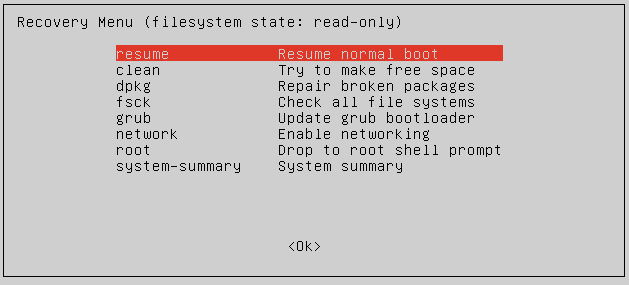 Recovery Menu (filesystem state: read-only)
resume Resume normal boot
clean Try to make free space
dpkg Repair broken packages
fsck Check all file systems
grub Update grub bootloader
network Enable networking
root Drop to root shell prompt
system-summary System summary
<Ok>